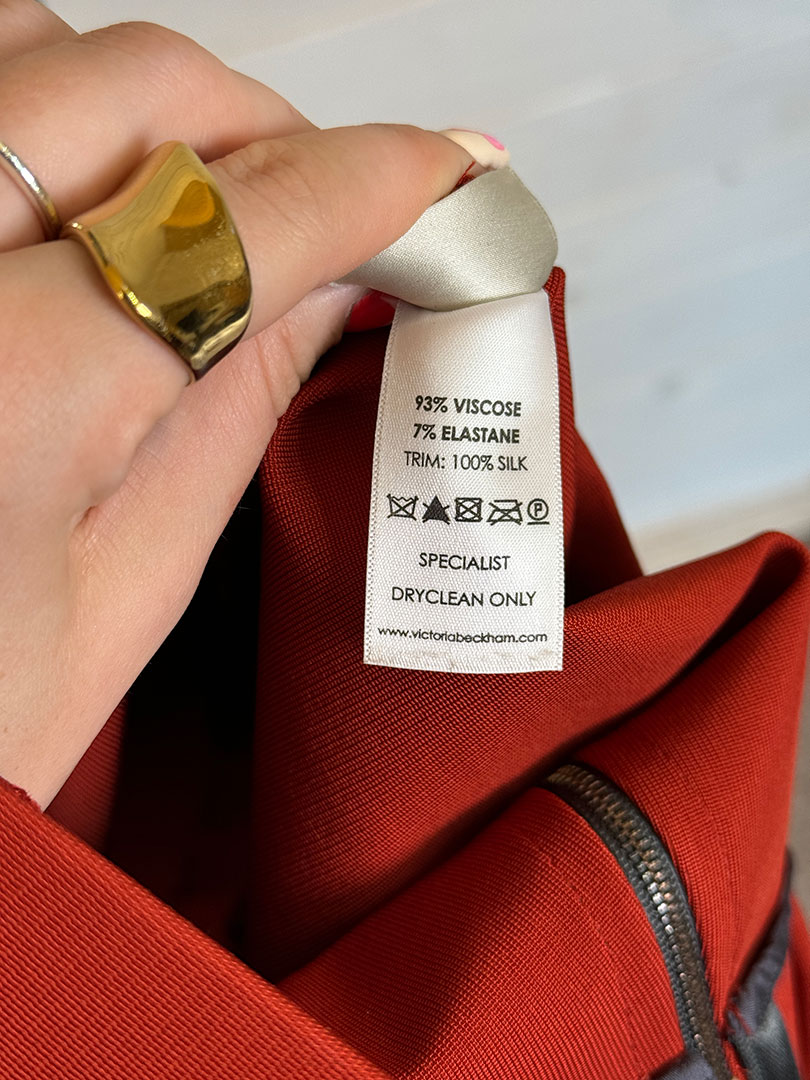 93% VISCOSE
7% ELASTANE
TRIM: 100% SILK
P
SPECIALIST
DRYCLEAN ONLY
www.victoriabeckham.com